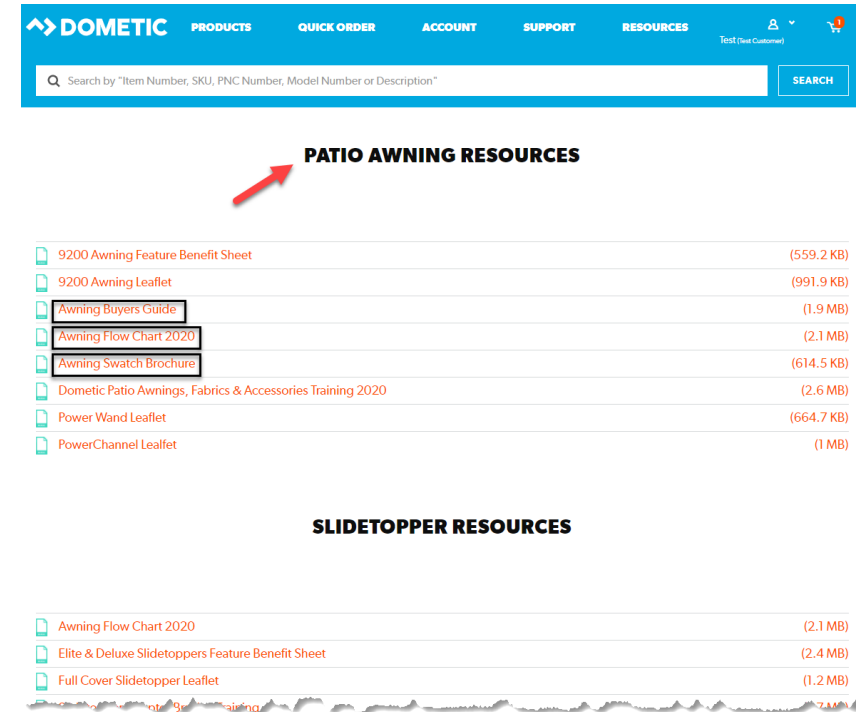 DOMETIC PRODUCTS QUICK ORDER ACCOUNT SUPPORT RESOURCES 1
Test (Test Customer)
Search by "Item Number, SKU, PNC Number, Model Number or Description" SEARCH
PATIO AWNING RESOURCES
9200 Awning Feature Benefit Sheet (559.2 KB)
9200 Awning Leaflet (991.9 KB)
Awning Buyers Guide (1.9 MB)
Awning Flow Chart 2020 (2.1 MB)
Awning Swatch Brochure (614.5 KB)
Dometic Patio Awnings, Fabrics & Accessories Training 2020 (2.6 MB)
Power Wand Leaflet (664.7 KB)
PowerChannel Lealfet (1 MB)
SLIDETOPPER RESOURCES
Awning Flow Chart 2020 (2.1 MB)
Elite & Deluxe Slidetoppers Feature Benefit Sheet (2.4 MB)
Full Cover Slidetopper Leaflet (1.2 MB)